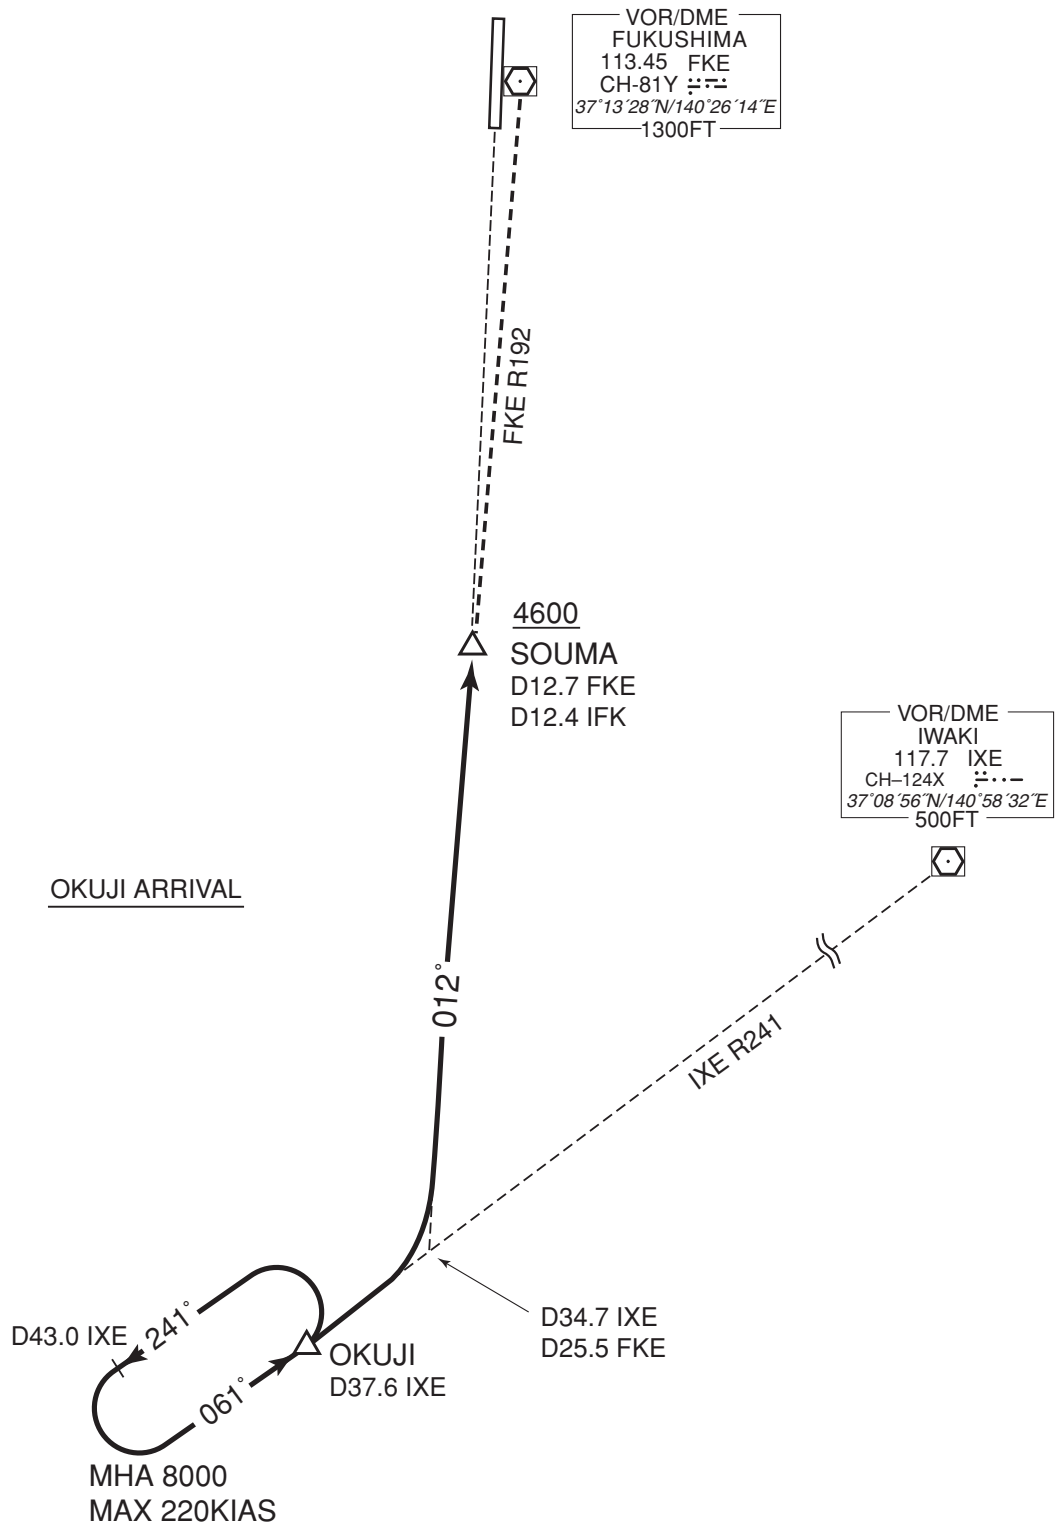 VOR/DME
FUKUSHIMA
113.45 FKE
CH-81Y
37°13´28˝N/140°26´14˝E
1300FT
FKE R192
4600
SOUMA
D12.7 FKE
D12.4 IFK
VOR/DME
IWAKI
117.7 IXE
CH–124X
37°08´56˝N/140°58´32˝E
500FT
OKUJI ARRIVAL
012°
IXE R241
D34.7 IXE
D25.5 FKE
241°
D43.0 IXE
OKUJI
D37.6 IXE
061°
MHA 8000
MAX 220KIAS